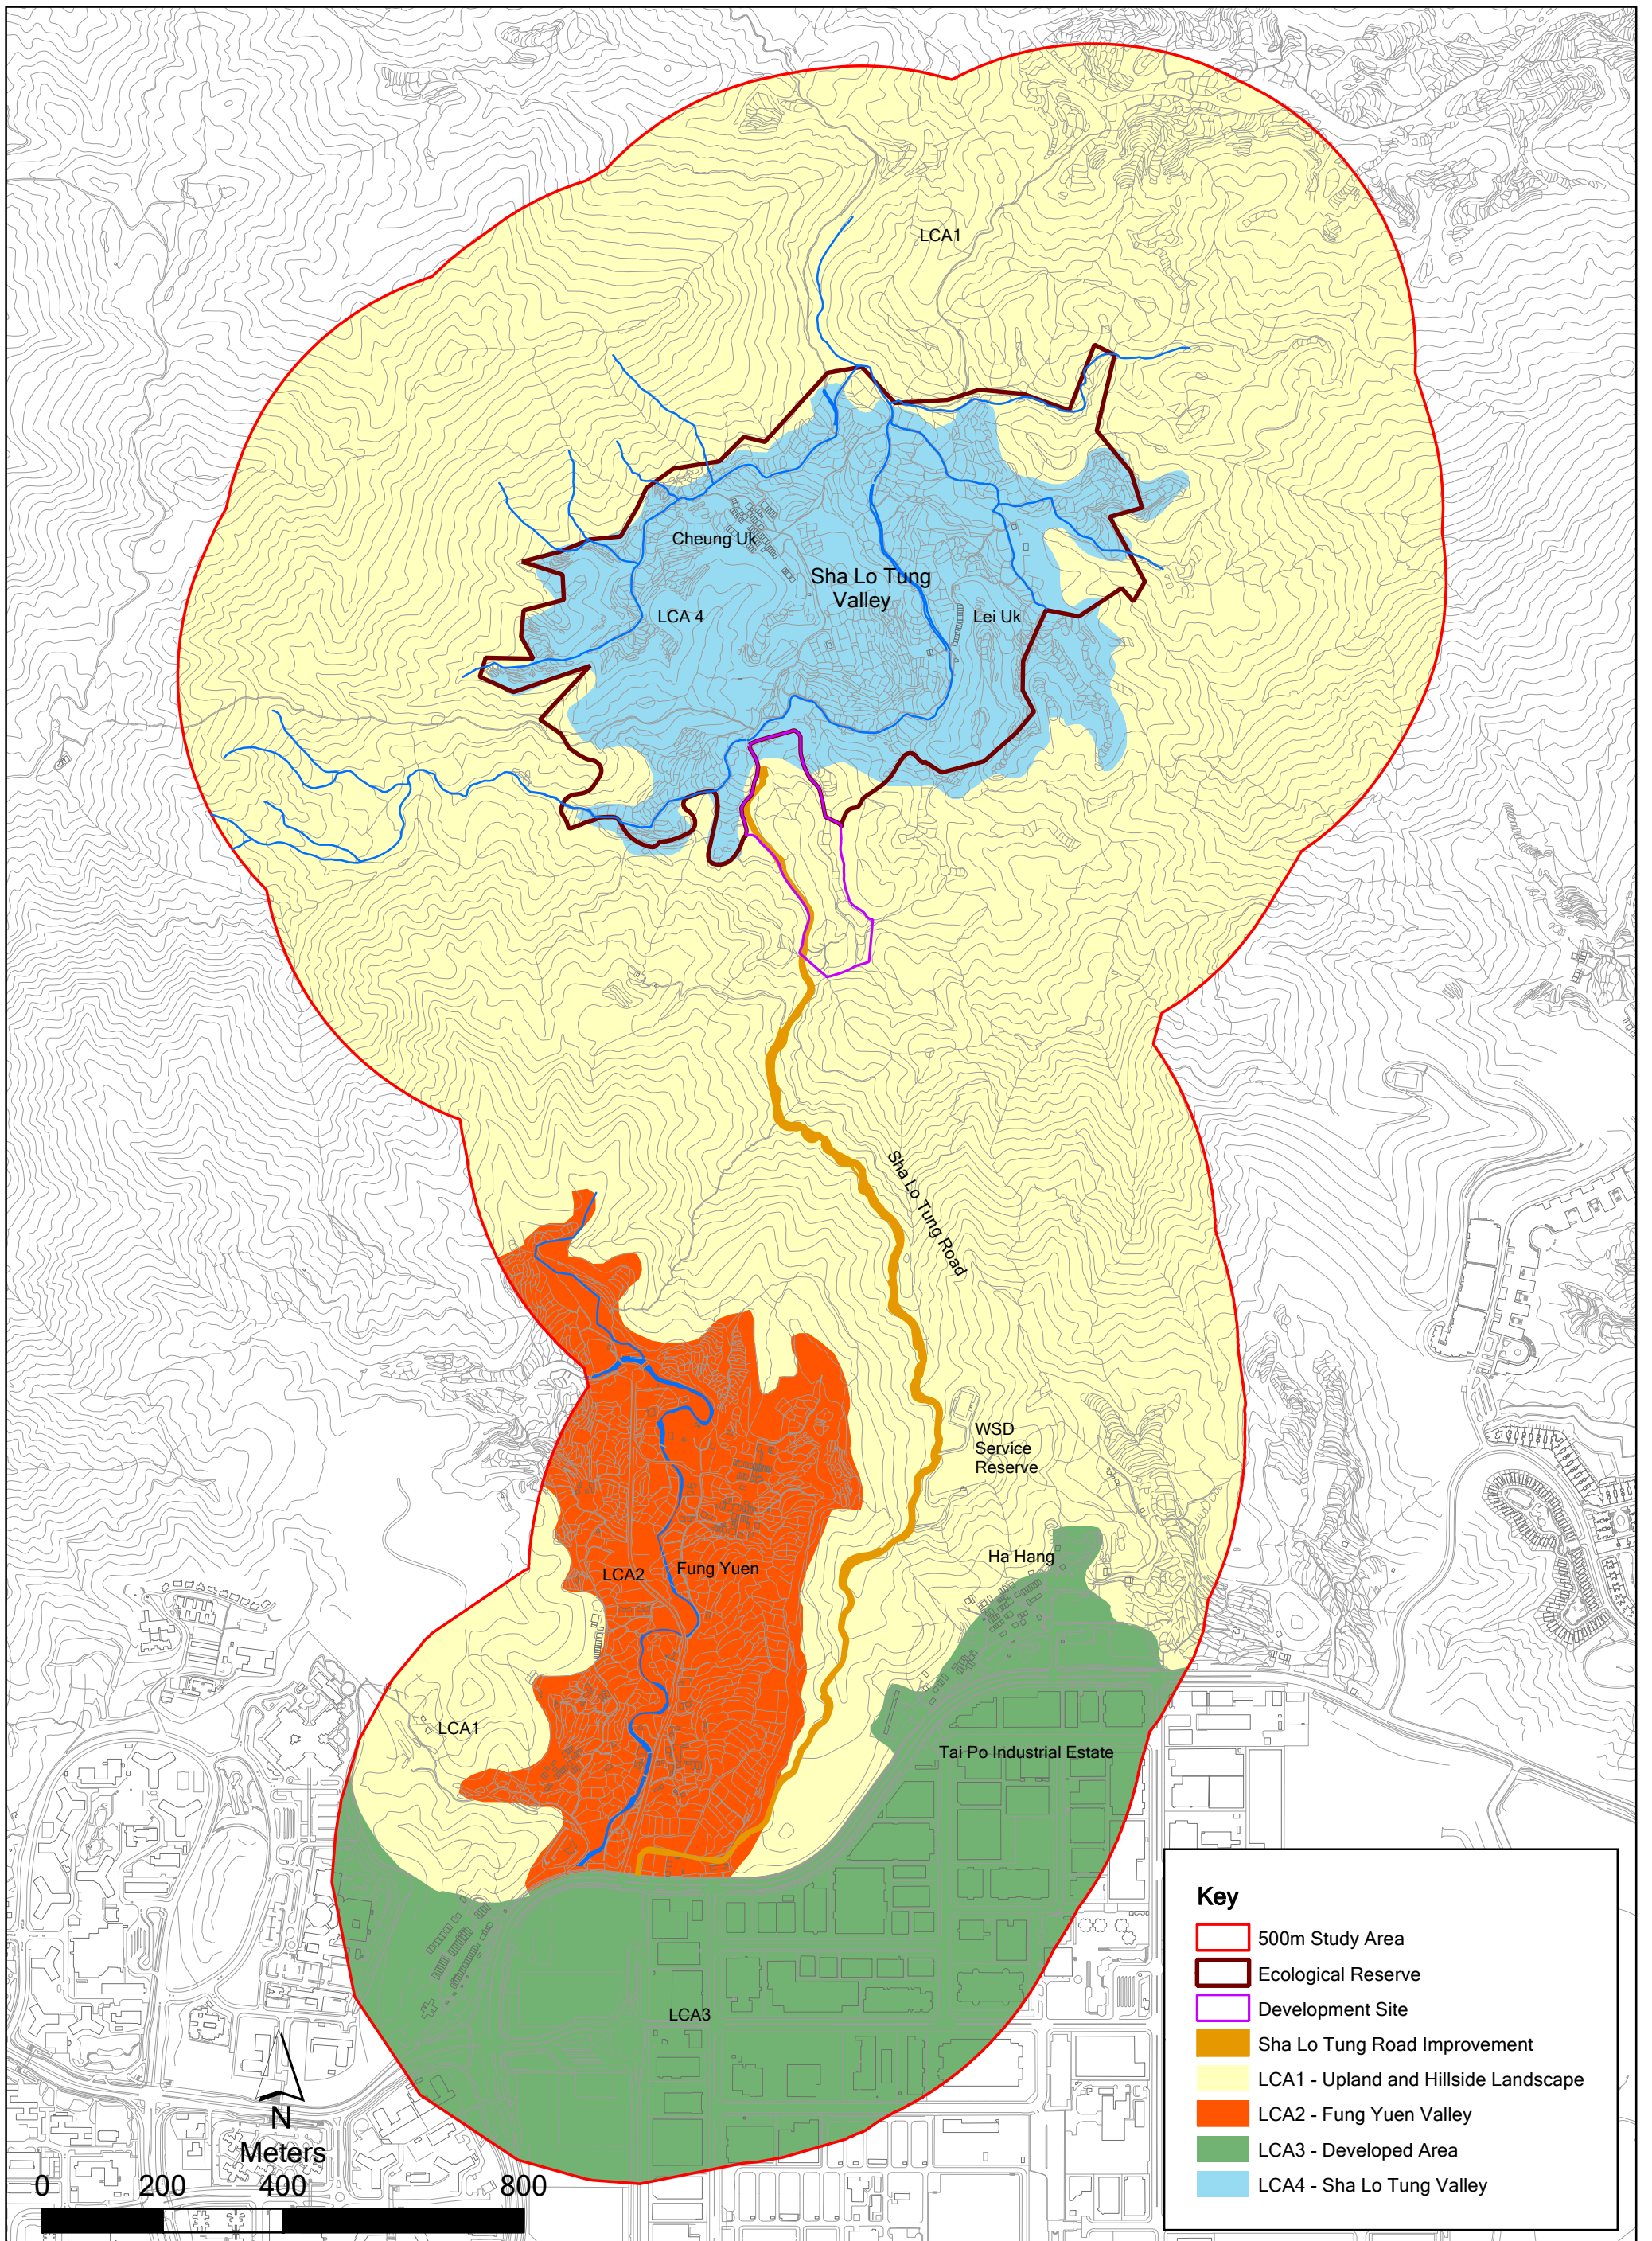 LCA1
Cheung Uk
Sha Lo Tung
Valley
LCA 4
Lei Uk
Sha Lo Tung Road
WSD
Service
Reserve
Ha Hang
LCA2
Fung Yuen
LCA1
Tai Po Industrial Estate
LCA3
N
Meters
0 200 400 800
Key
500m Study Area
Ecological Reserve
Development Site
Sha Lo Tung Road Improvement
LCA1 - Upland and Hillside Landscape
LCA2 - Fung Yuen Valley
LCA3 - Developed Area
LCA4 - Sha Lo Tung Valley